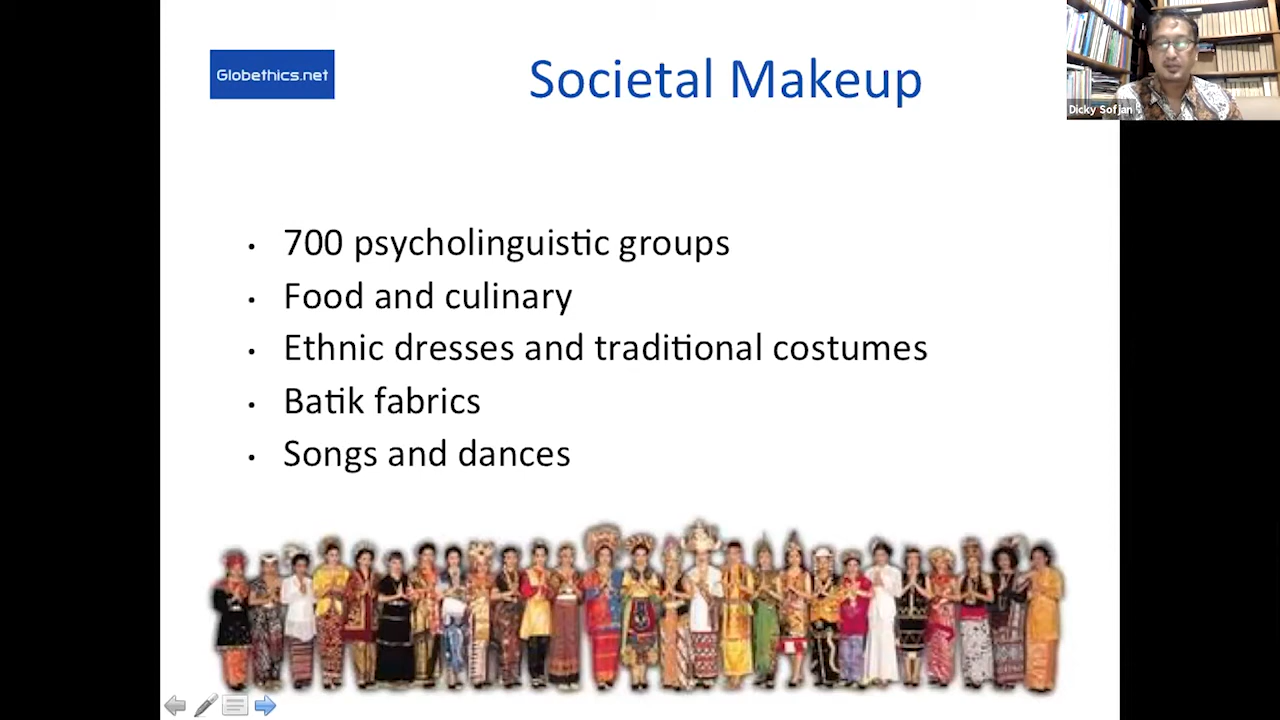 Globethics.net
Societal Makeup
Dicky Sofjan
700 psycholinguistic groups
Food and culinary
Ethnic dresses and traditional costumes
Batik fabrics
Songs and dances